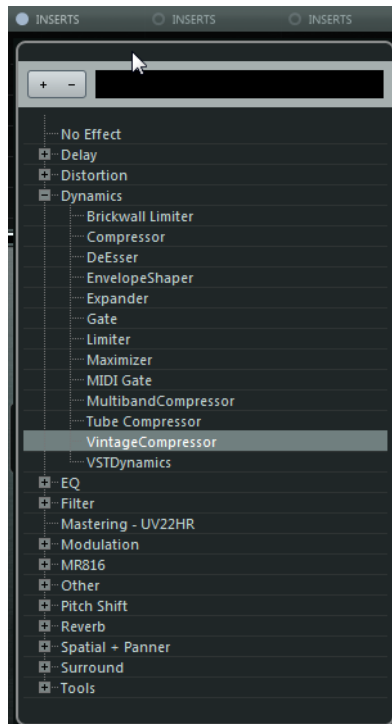 INSERTS INSERTS INSERTS
+ -
No Effect
Delay
Distortion
Dynamics
Brickwall Limiter
Compressor
DeEsser
EnvelopeShaper
Expander
Gate
Limiter
Maximizer
MIDI Gate
MultibandCompressor
Tube Compressor
VintageCompressor
VSTDynamics
EQ
Filter
Mastering - UV22HR
Modulation
MR816
Other
Pitch Shift
Reverb
Spatial + Panner
Surround
Tools